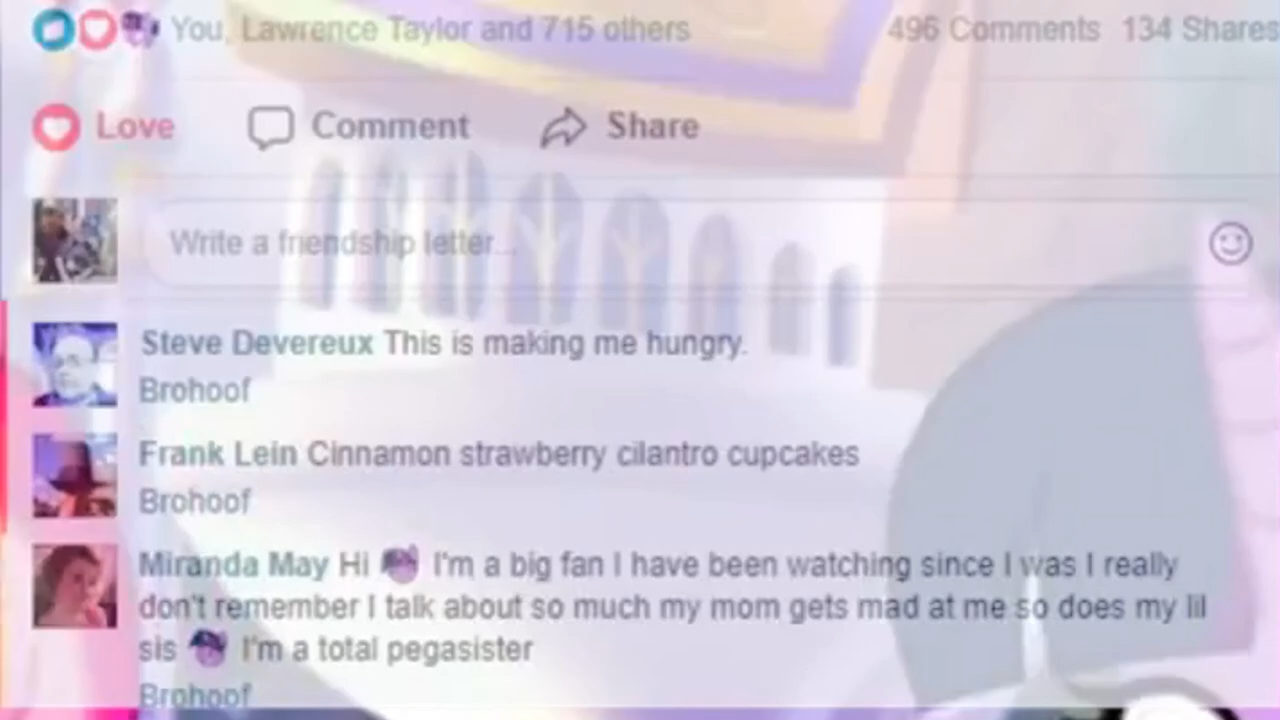 You, Lawrence Taylor and 715 others 496 Comments 134 Shares
Love Comment Share
Write a friendship letter...
Steve Devereux This is making me hungry.
Brohoof
Frank Lein Cinnamon strawberry cilantro cupcakes
Brohoof
Miranda May Hi I'm a big fan I have been watching since I was I really
don't remember I talk about so much my mom gets mad at me so does my lil
sis I'm a total pegasister
Brohoof